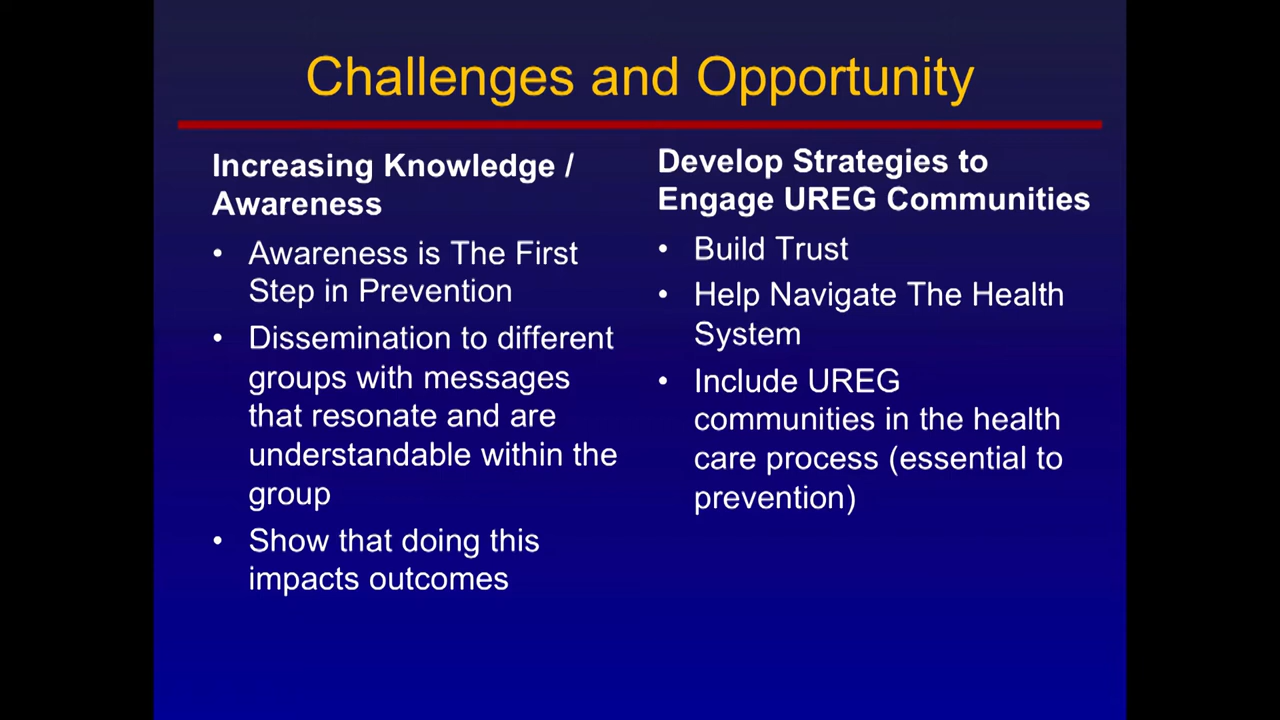 Challenges and Opportunity
Increasing Knowledge /
Awareness
• Awareness is The First
Step in Prevention
• Dissemination to different
groups with messages
that resonate and are
understandable within the
group
• Show that doing this
impacts outcomes
Develop Strategies to
Engage UREG Communities
• Build Trust
• Help Navigate The Health
System
• Include UREG
communities in the health
care process (essential to
prevention)